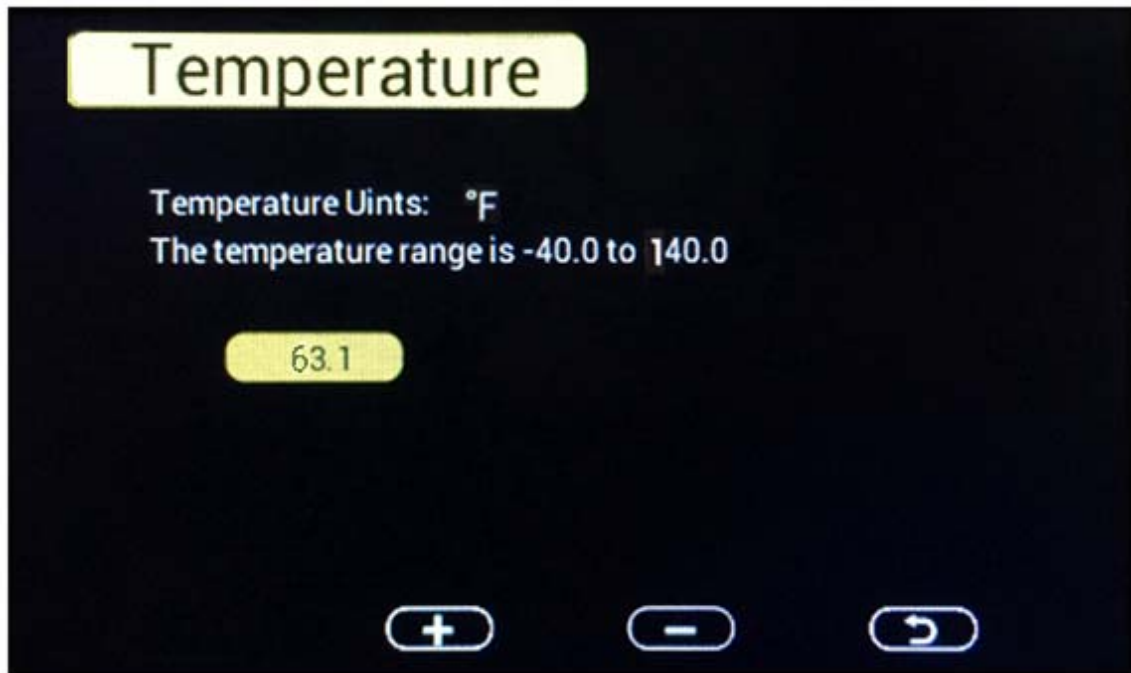 Temperature
Temperature Uints: °F
The temperature range is -40.0 to 140.0
63.1